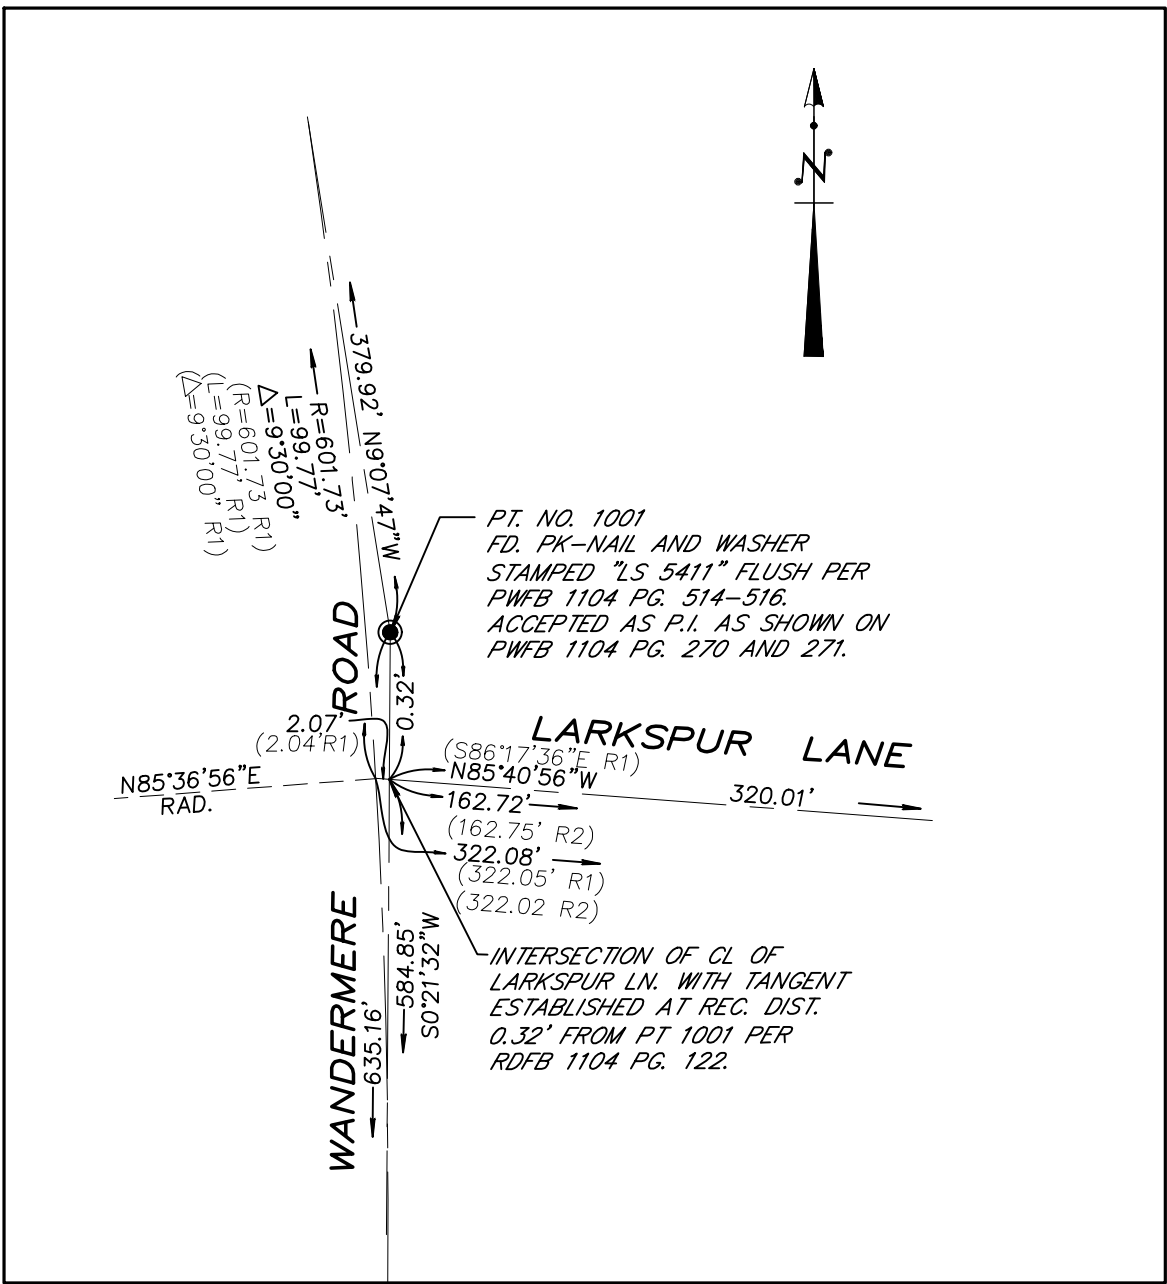 N
379.92' N9°07'47"W
R=601.73'
L=99.77'
△=9°30'00"
(R=601.73 R1)
(L=99.77' R1)
(△=9°30'00" R1)
PT. NO. 1001
FD. PK-NAIL AND WASHER
STAMPED "LS 5411" FLUSH PER
PWFB 1104 PG. 514-516.
ACCEPTED AS P.I. AS SHOWN ON
PWFB 1104 PG. 270 AND 271.
WANDERMERE ROAD
0.32'
2.07'
(2.04'R1)
LARKSPUR LANE
(S86°17'36"E R1)
N85°40'56"W
N85°36'56"E
RAD.
320.01'
162.72'
(162.75' R2)
322.08'
(322.05' R1)
(322.02 R2)
584.85'
S0°21'32"W
635.16'
INTERSECTION OF CL OF
LARKSPUR LN. WITH TANGENT
ESTABLISHED AT REC. DIST.
0.32' FROM PT 1001 PER
RDFB 1104 PG. 122.